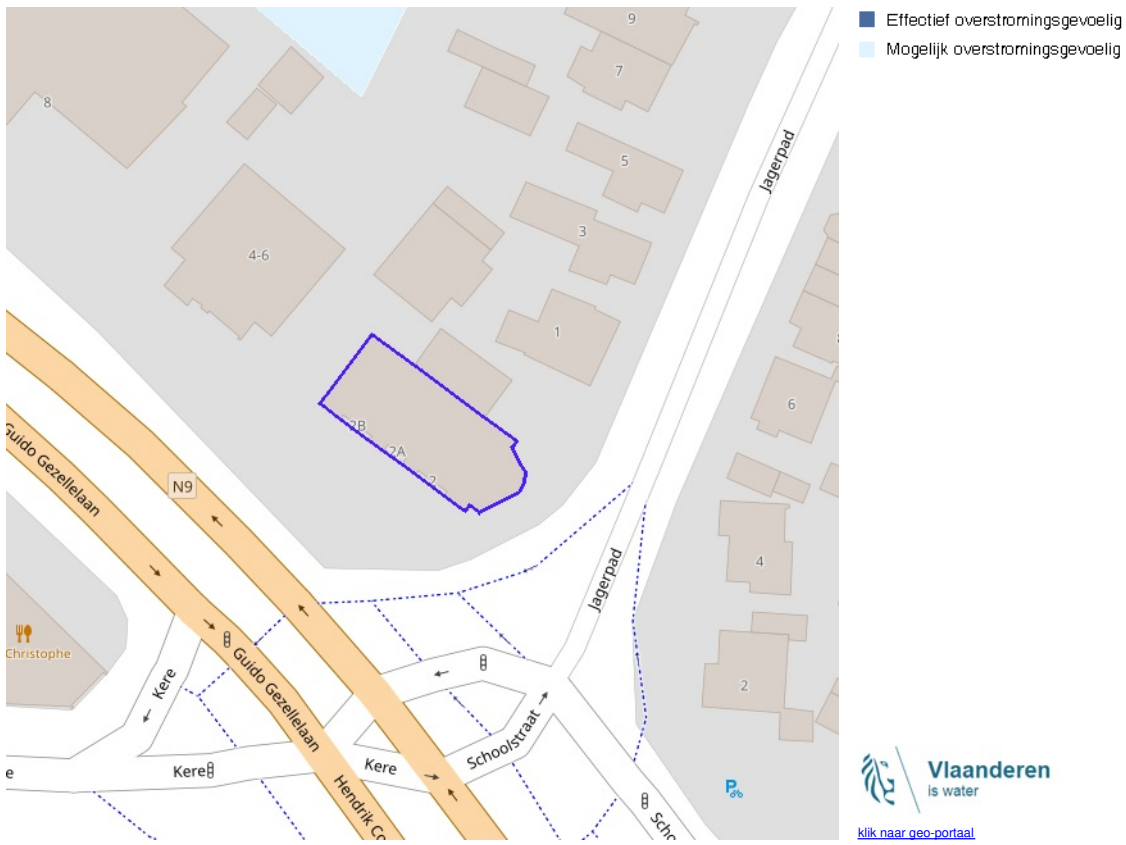 Effectief overstromingsgevoelig
Mogelijk overstromingsgevoelig
9
7
8
5
Jagerpad
3
4-6
1
6
2B
2A
2
Guido Gezellelaan
N9
4
Jagerpad
Christophe
Kere
Guido Gezellelaan
2
Schoolstraat
Kere
Kere
Hendrik Co
Scho
P
Vlaanderen
is water
klik naar geo-portaal